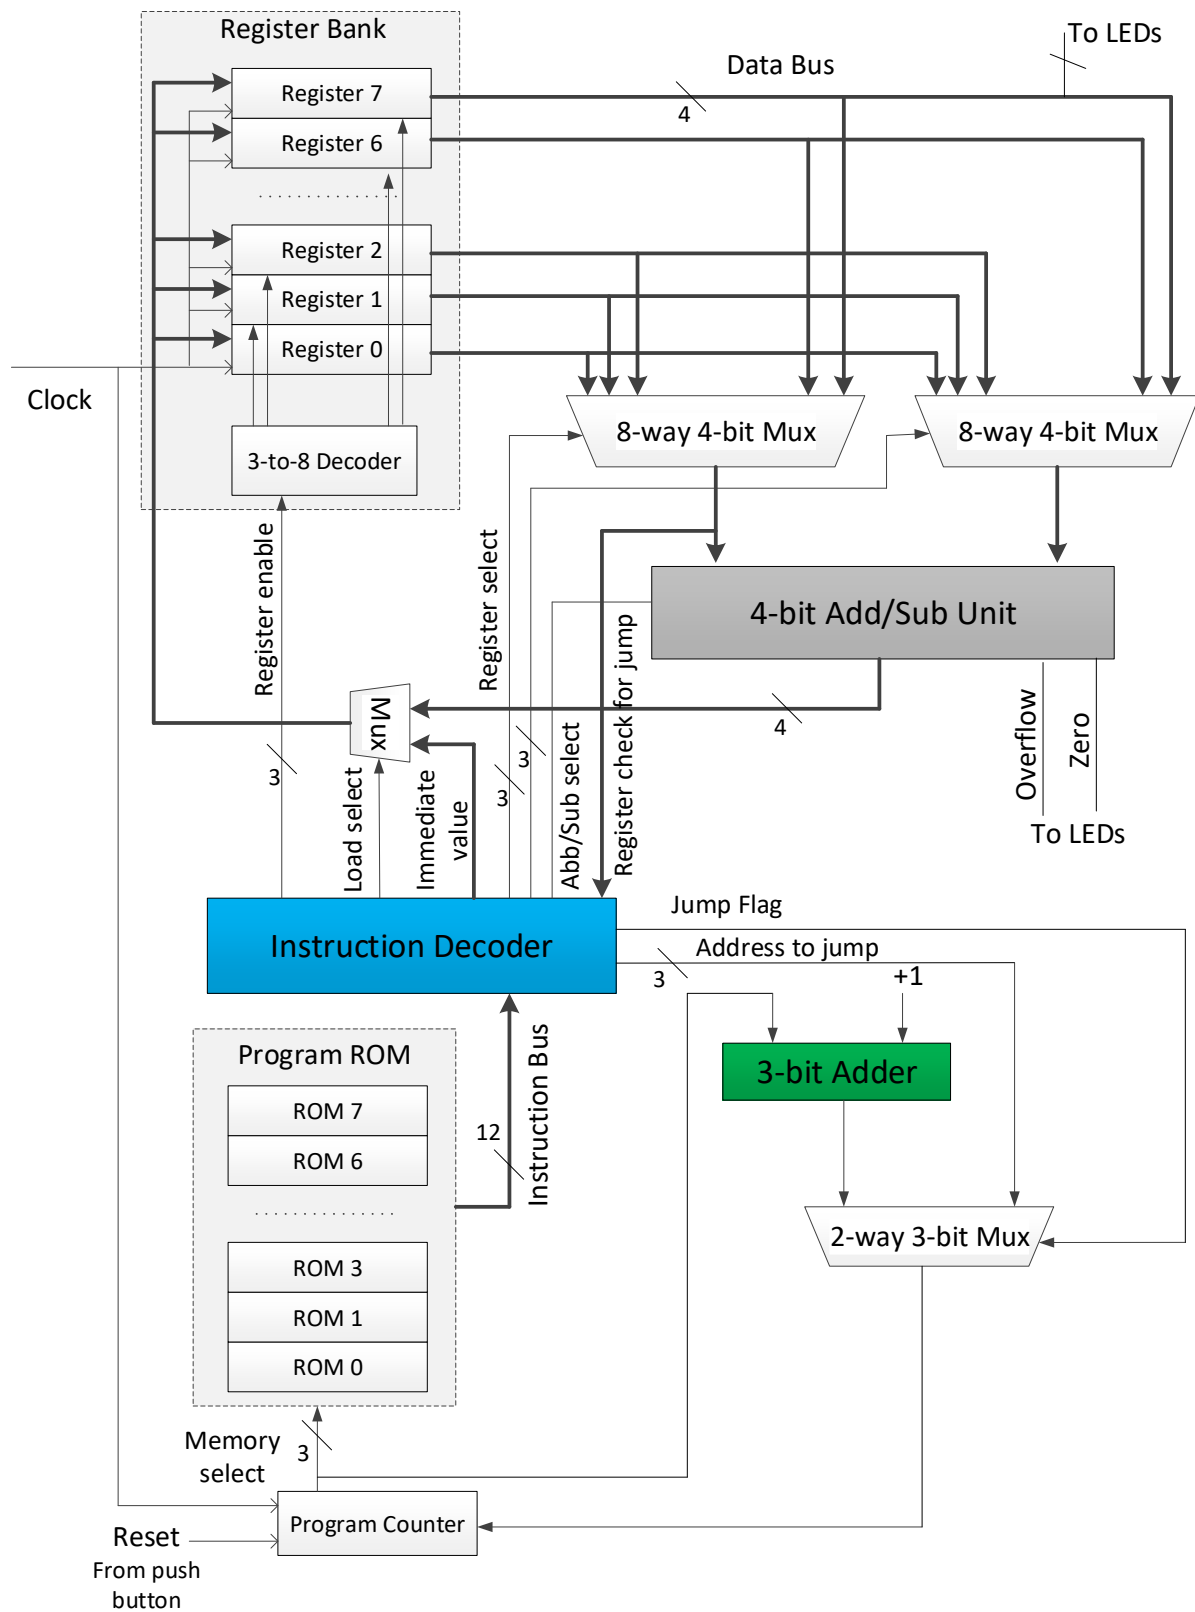 Register Bank
To LEDs
Data Bus
Register 7
4
Register 6
. . . . . . . . . . . . . . .
Register 2
Register 1
Register 0
Clock
8-way 4-bit Mux
8-way 4-bit Mux
3-to-8 Decoder
Register enable
Register select
4-bit Add/Sub Unit
Register check for jump
Mux
4
Overflow
Zero
3
3
3
Load select
Immediate
value
Abb/Sub select
To LEDs
Instruction Decoder
Jump Flag
Address to jump
3
+1
Program ROM
Instruction Bus
3-bit Adder
ROM 7
12
ROM 6
. . . . . . . . . . . . . . .
2-way 3-bit Mux
ROM 3
ROM 1
ROM 0
Memory
select
3
Program Counter
Reset
From push
button